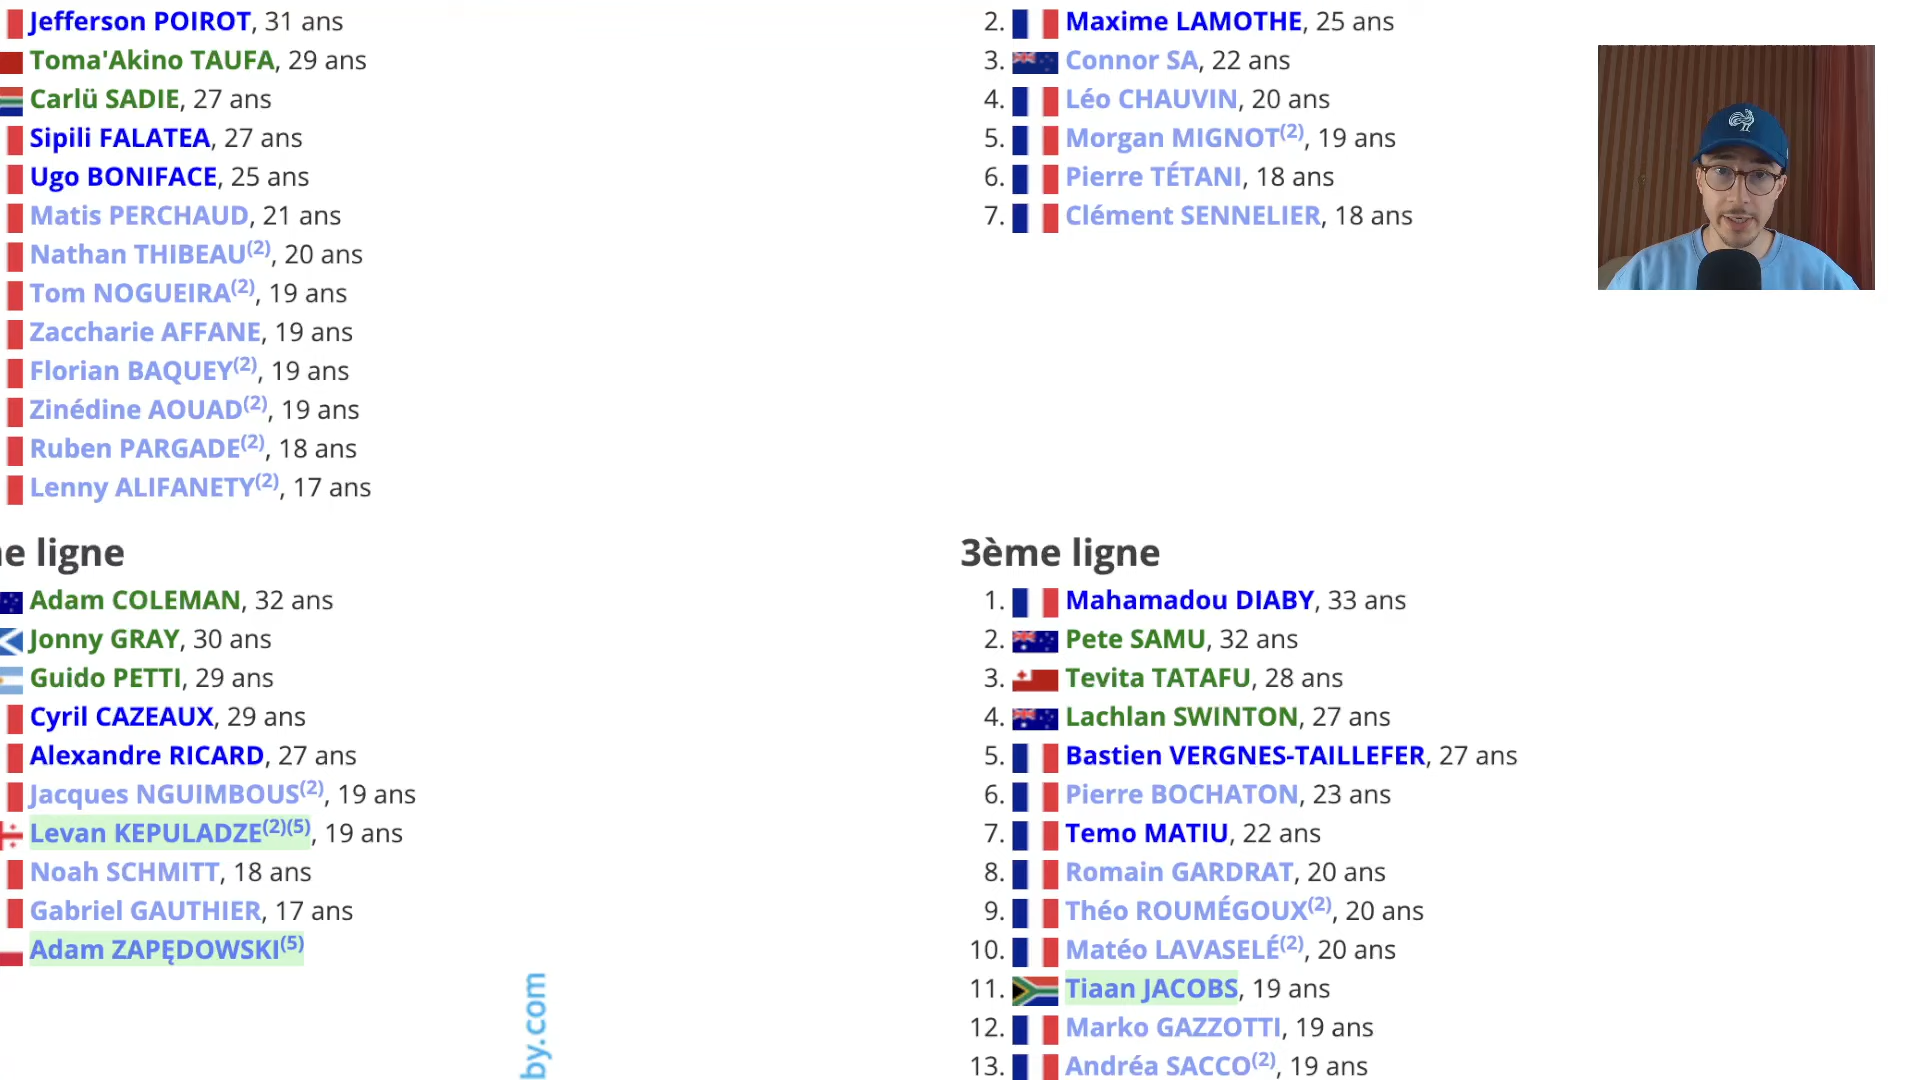 Jefferson POIROT, 31 ans
Toma'Akino TAUFA, 29 ans
Carlü SADIE, 27 ans
Sipili FALATEA, 27 ans
Ugo BONIFACE, 25 ans
Matis PERCHAUD, 21 ans
Nathan THIBEAU(2), 20 ans
Tom NOGUEIRA(2), 19 ans
Zaccharie AFFANE, 19 ans
Florian BAQUEY(2), 19 ans
Zinédine AOUAD(2), 19 ans
Ruben PARGADE(2), 18 ans
Lenny ALIFANETY(2), 17 ans
2. Maxime LAMOTHE, 25 ans
3. Connor SA, 22 ans
4. Léo CHAUVIN, 20 ans
5. Morgan MIGNOT(2), 19 ans
6. Pierre TÉTANI, 18 ans
7. Clément SENNELIER, 18 ans
e ligne
Adam COLEMAN, 32 ans
Jonny GRAY, 30 ans
Guido PETTI, 29 ans
Cyril CAZEAUX, 29 ans
Alexandre RICARD, 27 ans
Jacques NGUIMBOUS(2), 19 ans
Levan KEPULADZE(2)(5), 19 ans
Noah SCHMITT, 18 ans
Gabriel GAUTHIER, 17 ans
Adam ZAPĘDOWSKI(5)
by.com
3ème ligne
1. Mahamadou DIABY, 33 ans
2. Pete SAMU, 32 ans
3. Tevita TATAFU, 28 ans
4. Lachlan SWINTON, 27 ans
5. Bastien VERGNES-TAILLEFER, 27 ans
6. Pierre BOCHATON, 23 ans
7. Temo MATIU, 22 ans
8. Romain GARDRAT, 20 ans
9. Théo ROUMÉGOUX(2), 20 ans
10. Matéo LAVASELÉ(2), 20 ans
11. Tiaan JACOBS, 19 ans
12. Marko GAZZOTTI, 19 ans
13. Andréa SACCO(2), 19 ans